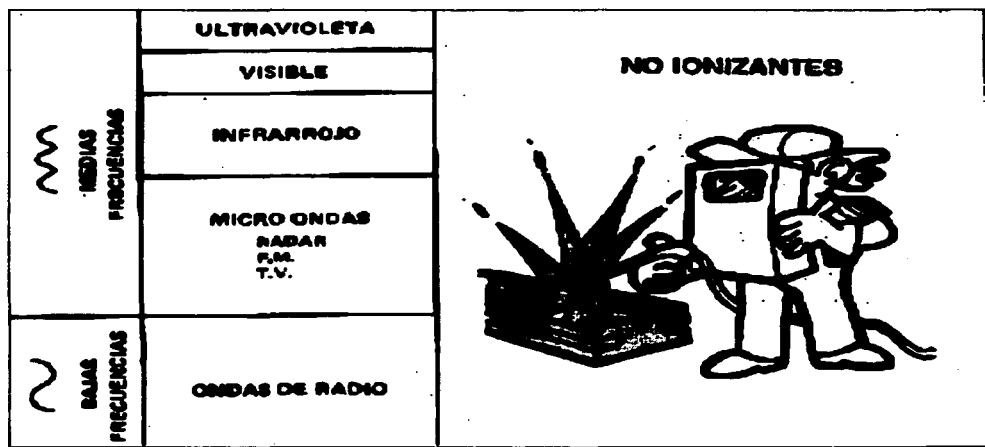 ULTRAVIOLETA
VISIBLE
INFRARROJO
MICRO ONDAS
RADAR
F.M.
T.V.
MEDIAS
FRECUENCIAS
ONDAS DE RADIO
BAJAS
FRECUENCIAS
NO IONIZANTES